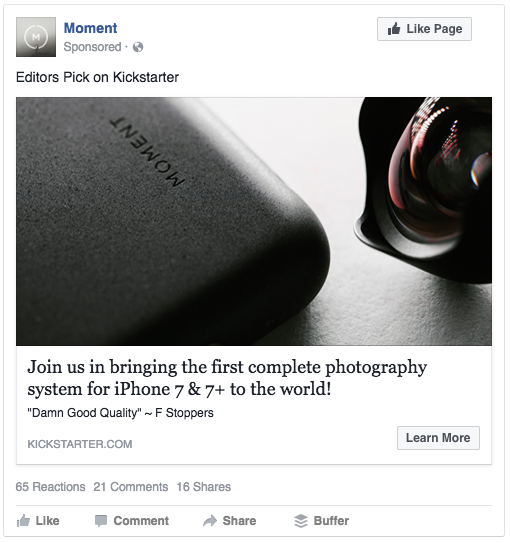 Moment
Like Page
Sponsored ·
Editors Pick on Kickstarter
MOMENT
Join us in bringing the first complete photography
system for iPhone 7 & 7+ to the world!
"Damn Good Quality" ~ F Stoppers
KICKSTARTER.COM
Learn More
65 Reactions 21 Comments 16 Shares
Like Comment Share Buffer